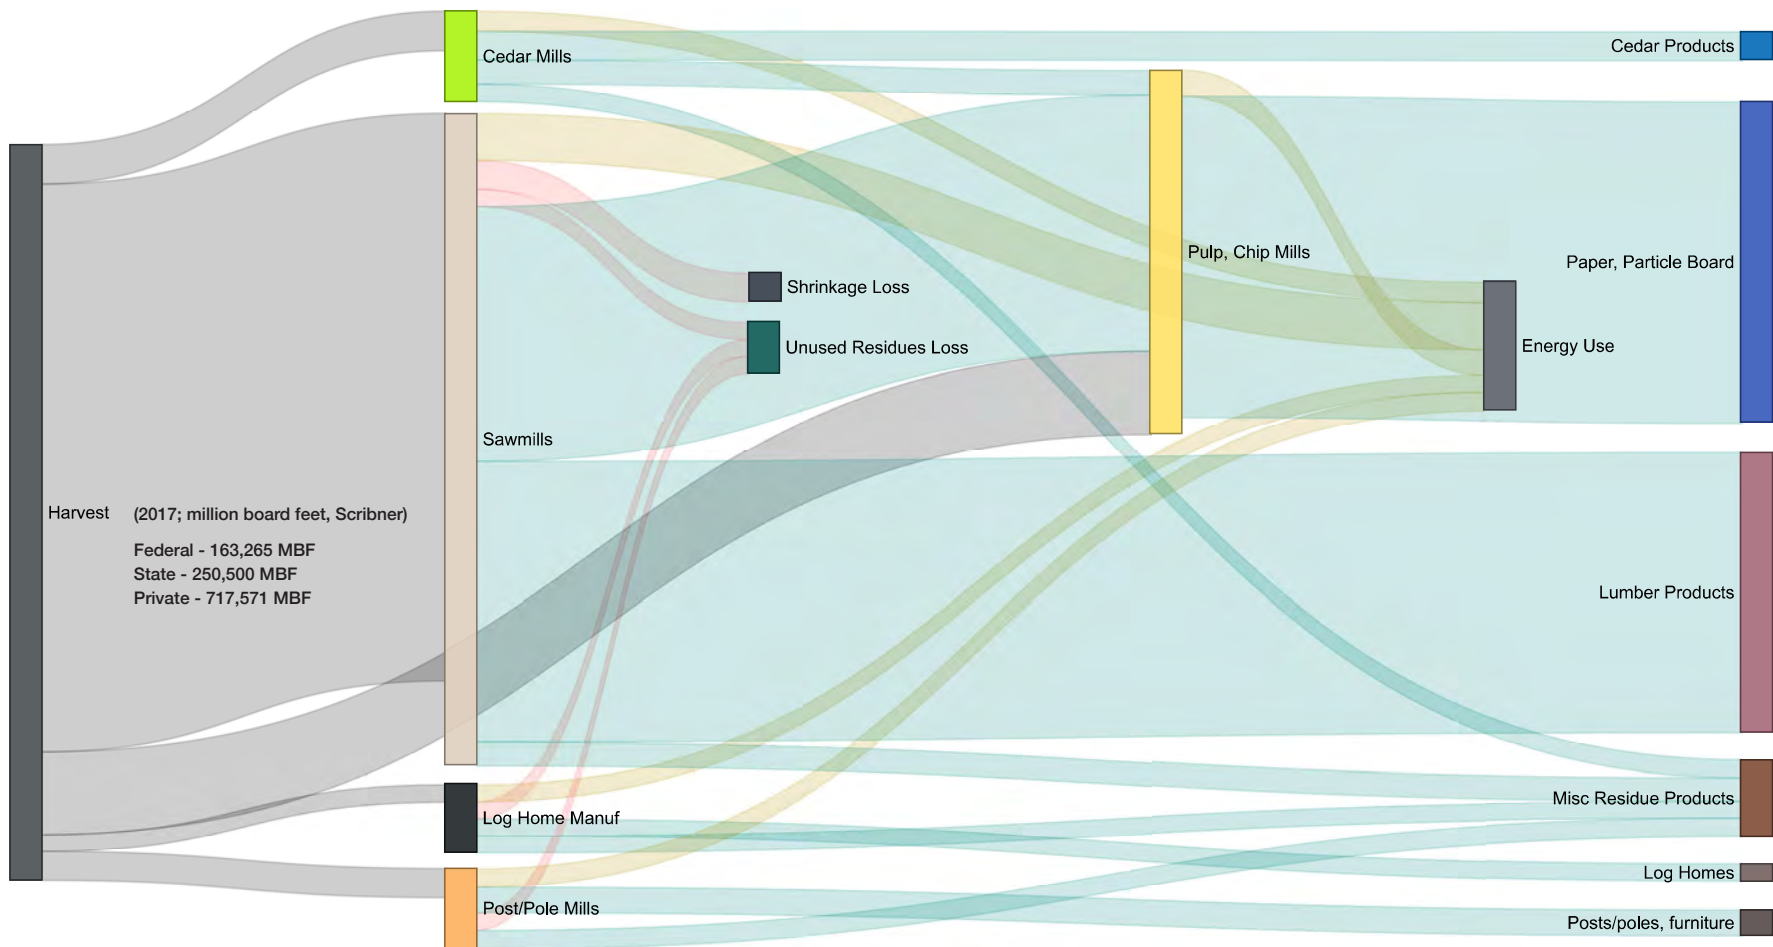 Cedar Products
Cedar Mills
Pulp, Chip Mills
Paper, Particle Board
Shrinkage Loss
Unused Residues Loss
Energy Use
Sawmills
Harvest
(2017; million board feet, Scribner)
Federal - 163,265 MBF
State - 250,500 MBF
Private - 717,571 MBF
Lumber Products
Misc Residue Products
Log Home Manuf
Log Homes
Post/Pole Mills
Posts/poles, furniture